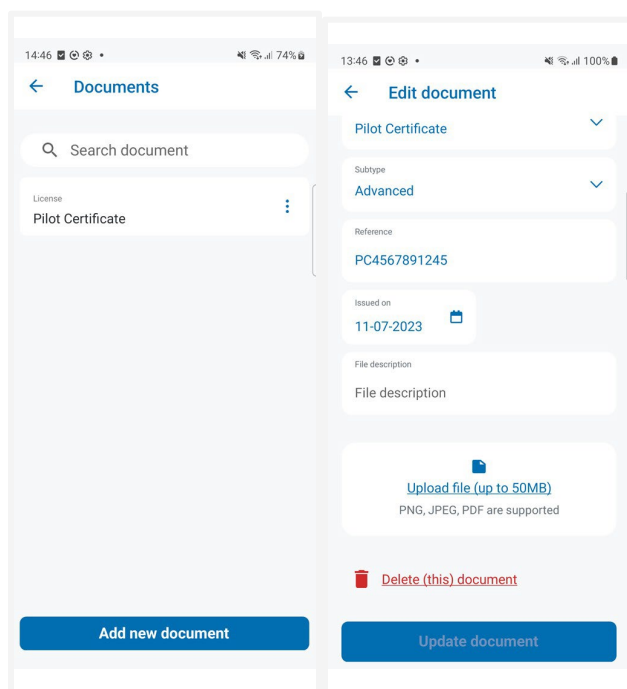 14:46 74%
Documents
Search document
License
Pilot Certificate
Add new document
13:46 100%
Edit document
Pilot Certificate
Subtype
Advanced
Reference
PC4567891245
Issued on
11-07-2023
File description
File description
Upload file (up to 50MB)
PNG, JPEG, PDF are supported
Delete (this) document
Update document